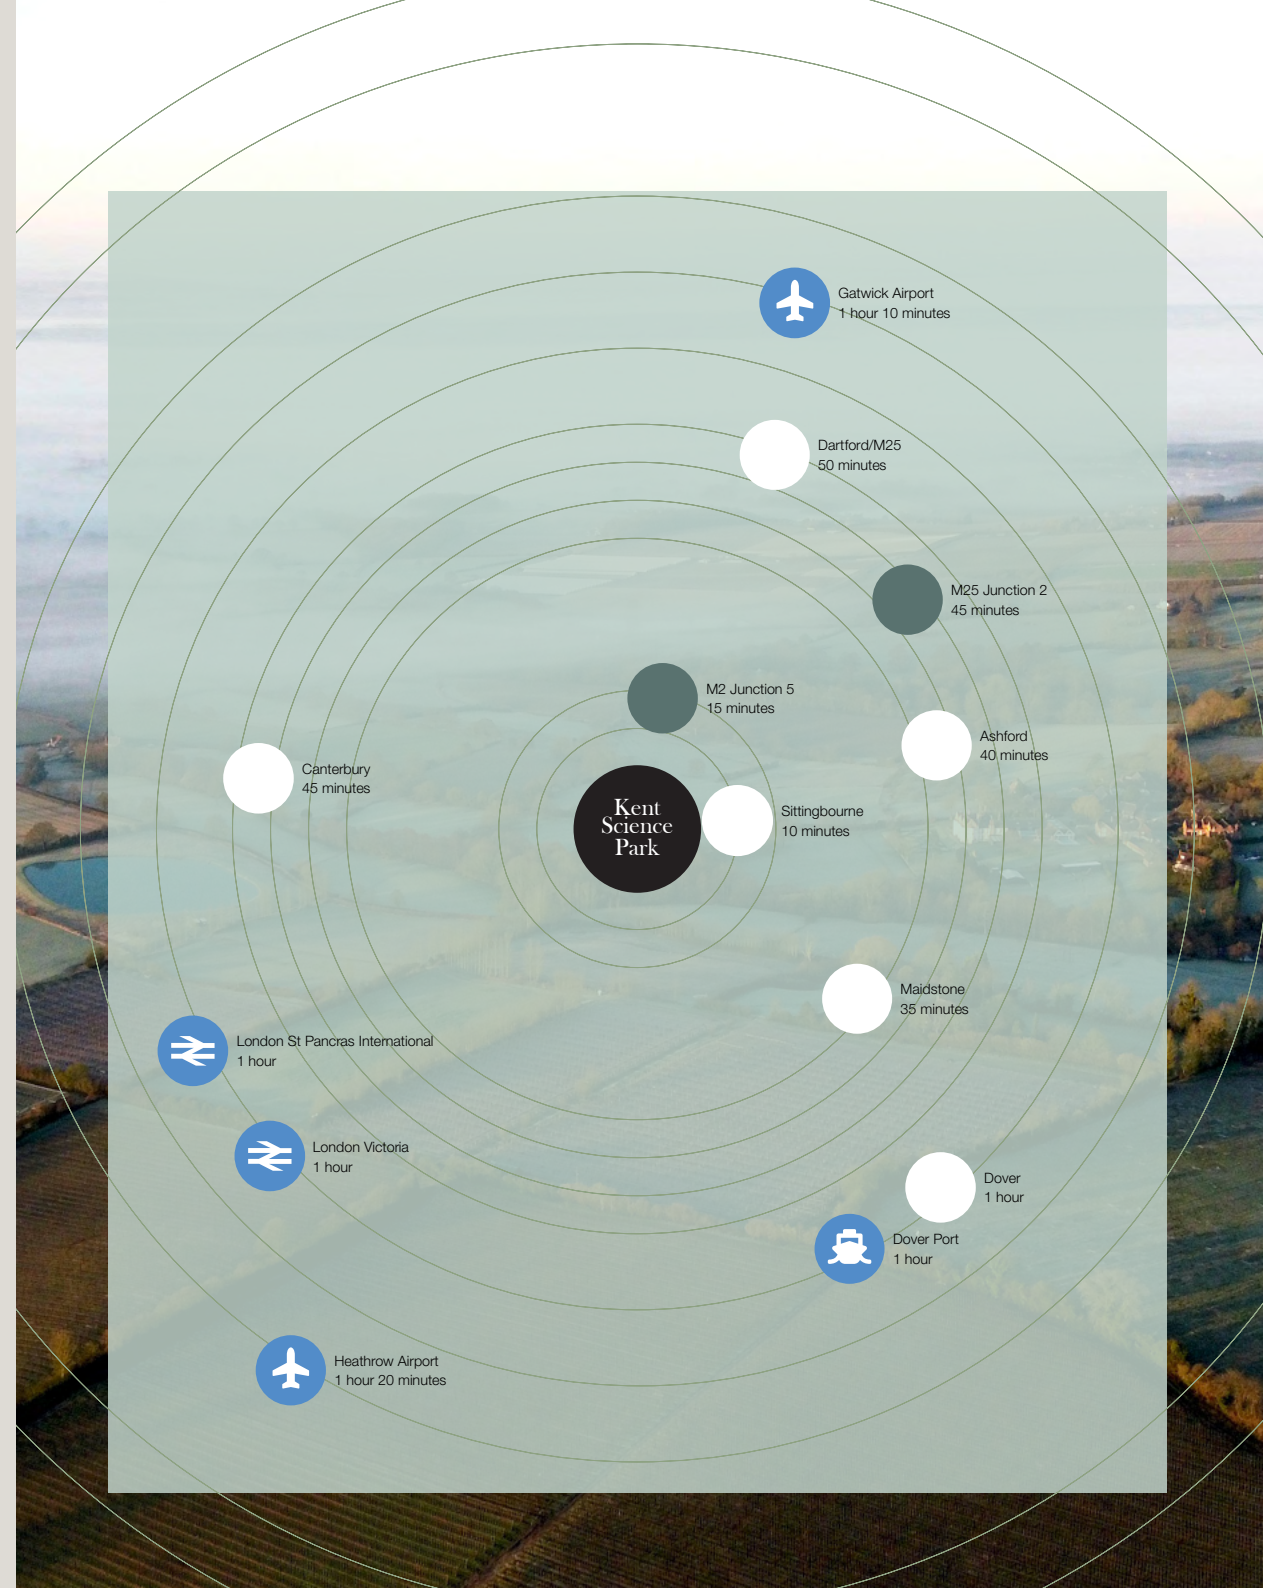 Gatwick Airport
1 hour 10 minutes
Dartford/M25
50 minutes
M25 Junction 2
45 minutes
M2 Junction 5
15 minutes
Ashford
40 minutes
Canterbury
45 minutes
Kent
Science
Park
Sittingbourne
10 minutes
Maidstone
35 minutes
London St Pancras International
1 hour
London Victoria
1 hour
Dover
1 hour
Dover Port
1 hour
Heathrow Airport
1 hour 20 minutes